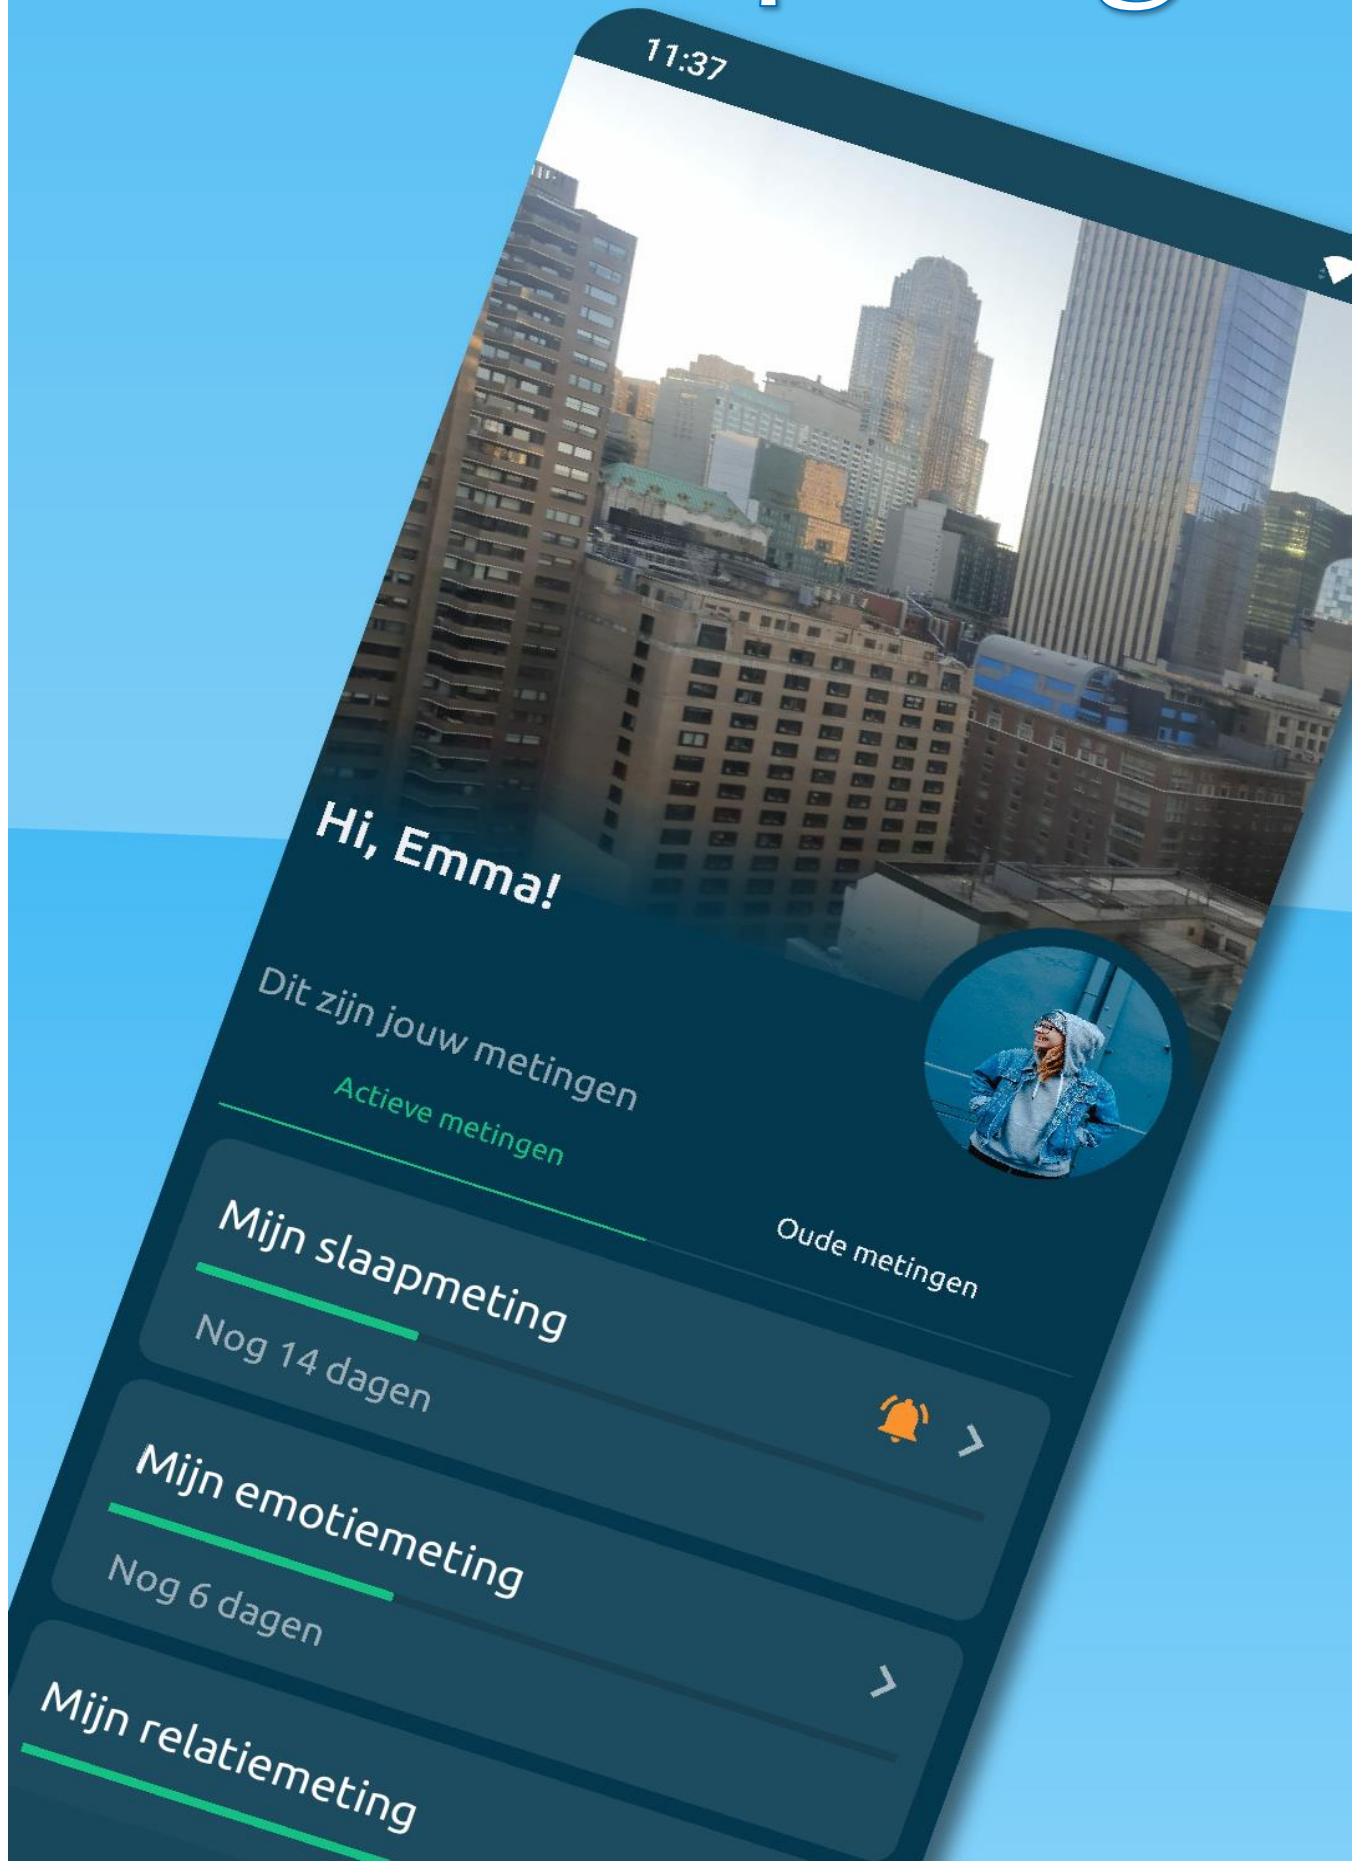 11:37
Hi, Emma!
Dit zijn jouw metingen
Actieve metingen
Oude metingen
Mijn slaapmeting
Nog 14 dagen
Mijn emotiemeting
Nog 6 dagen
Mijn relatiemeting